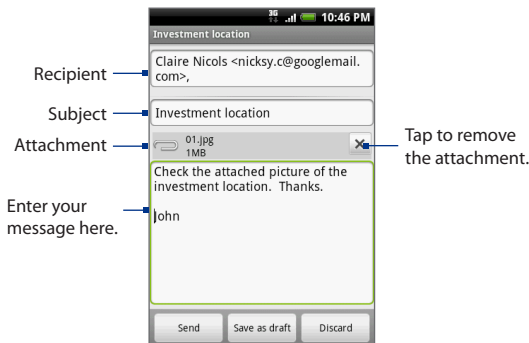 3G 10:46 PM
Investment location
Claire Nicols <nicksy.c@googlemail.
com>,
Recipient
Subject
Investment location
Attachment
01.jpg
1MB
Tap to remove
the attachment.
Check the attached picture of the
investment location. Thanks.
Enter your
message here.
John
Send Save as draft Discard